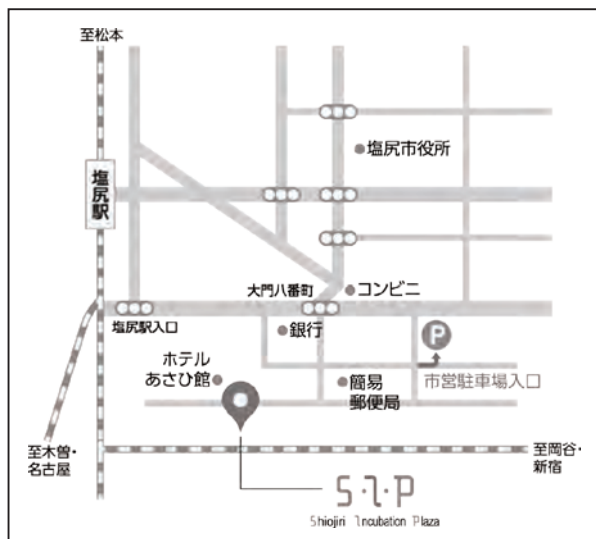 至松本
塩尻市役所
塩尻駅
大門八番町
コンビニ
塩尻駅入口
銀行
P
ホテル
あさひ館
簡易
郵便局
市営駐車場入口
至木曽・
名古屋
至岡谷・
新宿
S・I・P
Shiojiri Incubation Plaza